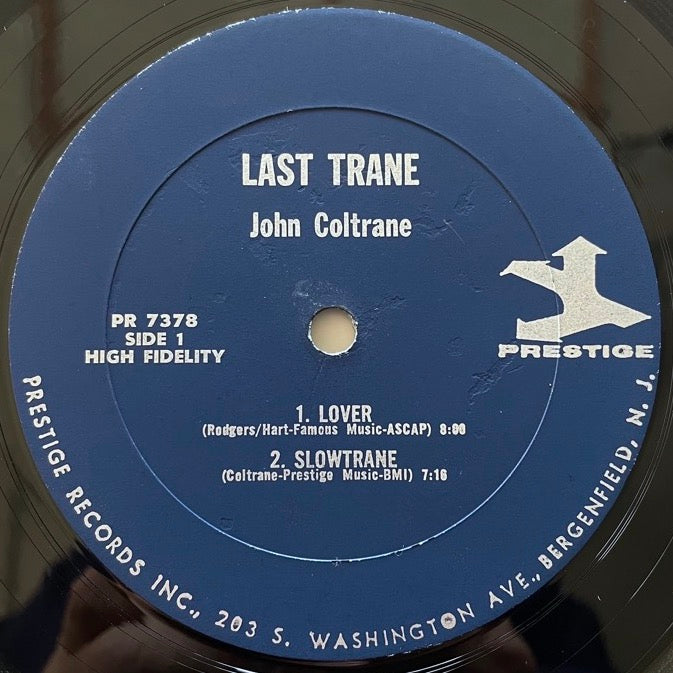 LAST TRANE
John Coltrane
PR 7378
SIDE 1
HIGH FIDELITY
PRESTIGE
1. LOVER
(Rodgers/Hart-Famous Music-ASCAP) 8:00
2. SLOWTRANE
(Coltrane-Prestige Music-BMI) 7:16
PRESTIGE RECORDS INC., 203 S. WASHINGTON AVE., BERGENFIELD, N. J.